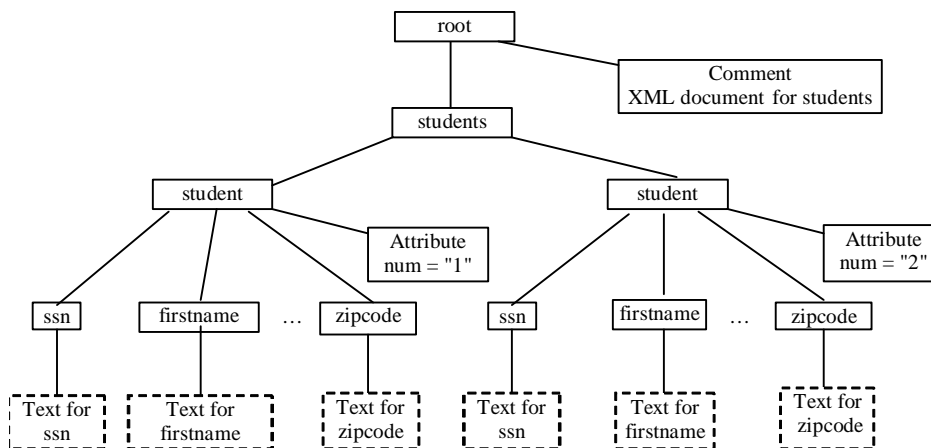 root
Comment
XML document for students
students
student
student
Attribute
num = "1"
Attribute
num = "2"
ssn
firstname
...
zipcode
ssn
firstname
...
zipcode
Text for
ssn
Text for
firstname
Text for
zipcode
Text for
ssn
Text for
firstname
Text for
zipcode